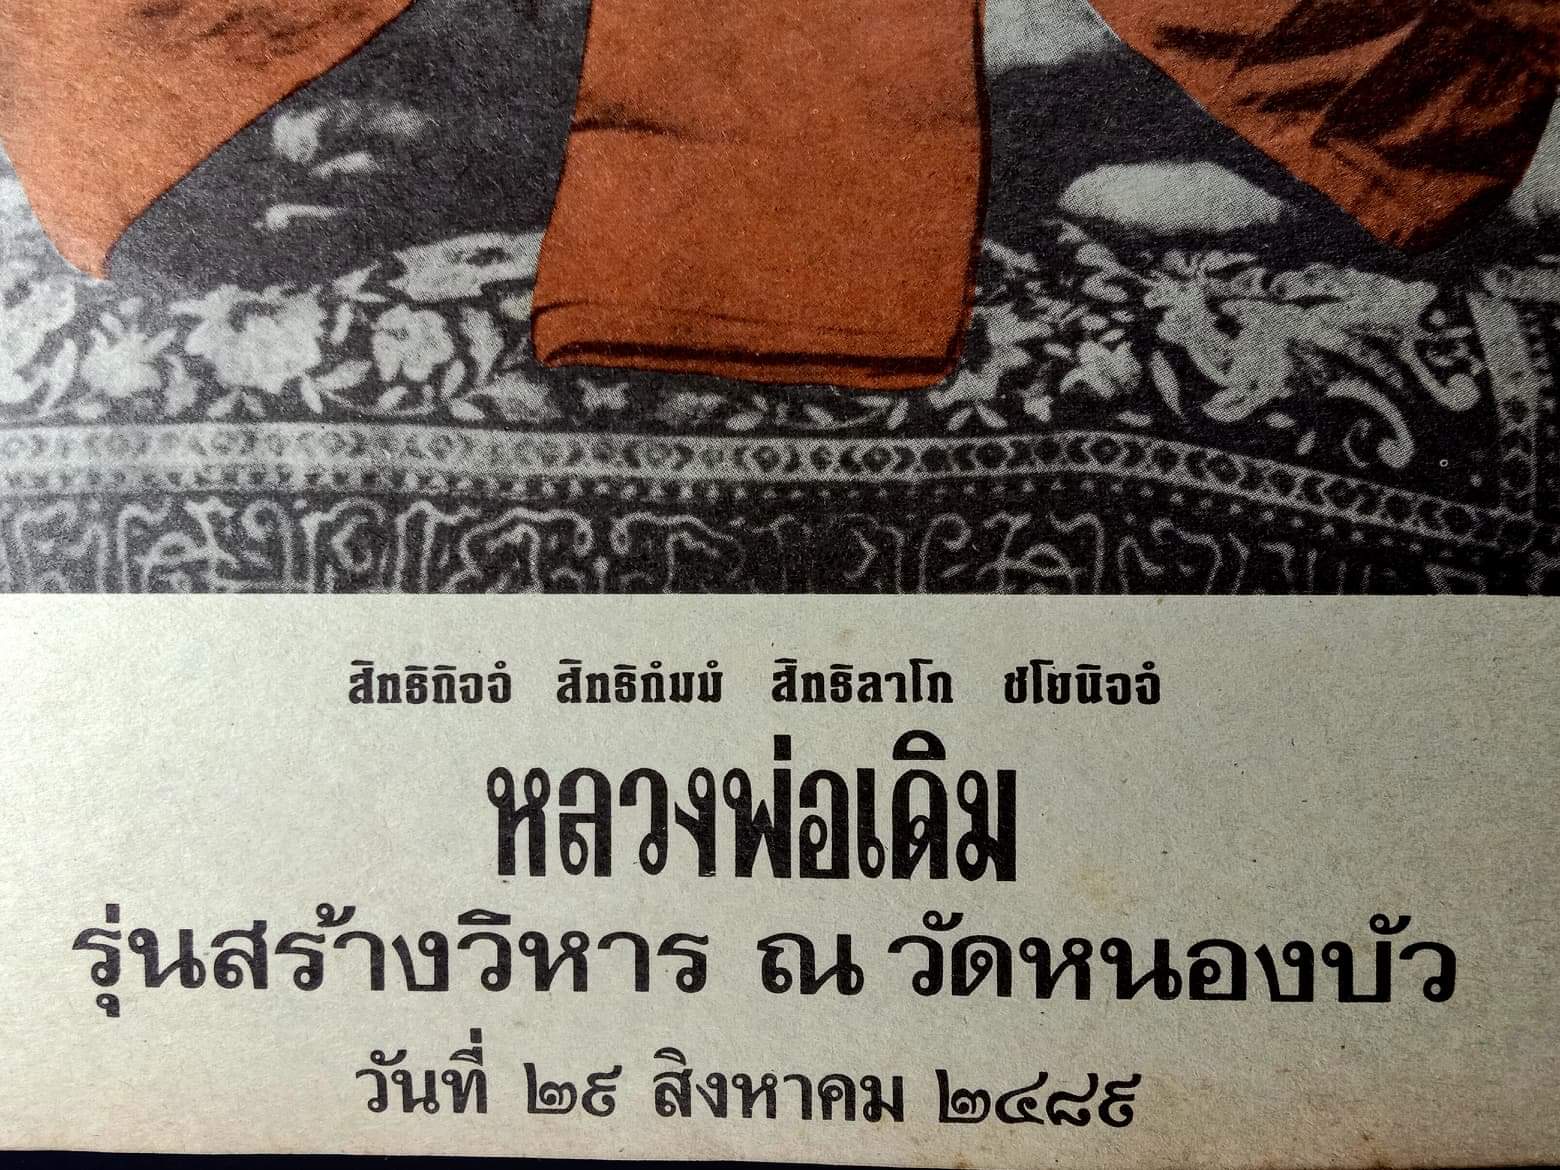 สิทธิกิจจํ สิทธิกํมมํ สิทธิลาโภ ชโยนิจจํ
หลวงพ่อเดิม
รุ่นสร้างวิหาร ณ วัดหนองบัว
วันที่ ๒๙ สิงหาคม ๒๔๘๙